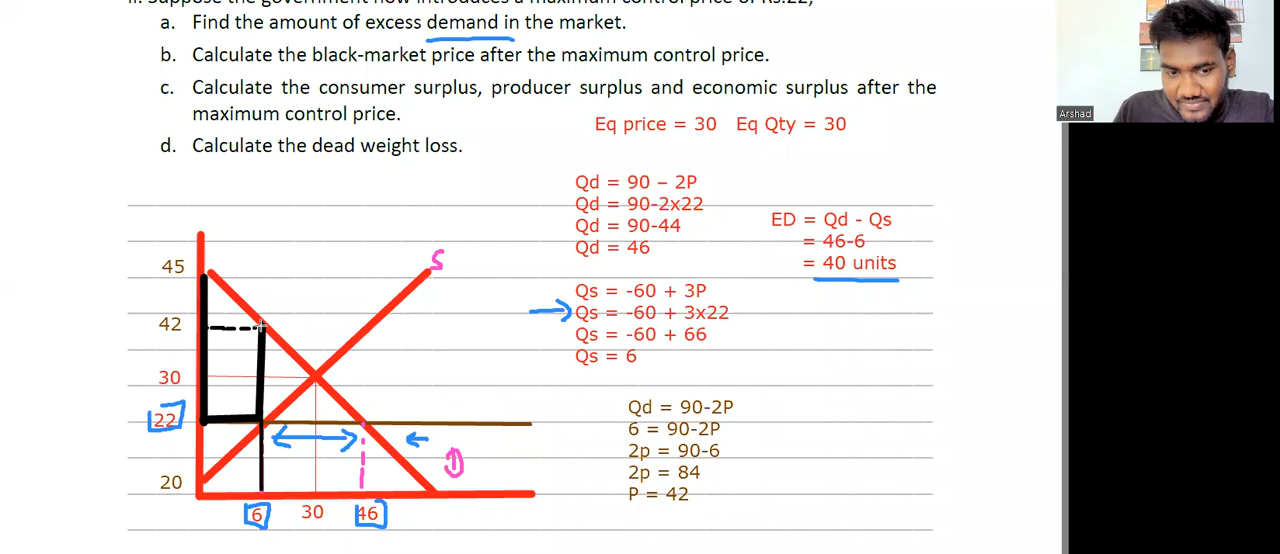 a. Find the amount of excess demand in the market.
b. Calculate the black-market price after the maximum control price.
c. Calculate the consumer surplus, producer surplus and economic surplus after the
maximum control price.
d. Calculate the dead weight loss.
Eq price = 30 Eq Qty = 30
Arshad
Qd = 90 – 2P
Qd = 90-2x22
Qd = 90-44
Qd = 46
ED = Qd - Qs
= 46-6
= 40 units
Qs = -60 + 3P
Qs = -60 + 3x22
Qs = -60 + 66
Qs = 6
Qd = 90-2P
6 = 90-2P
2p = 90-6
2p = 84
P = 42
S
45
42
30
22
20
D
6 30 46